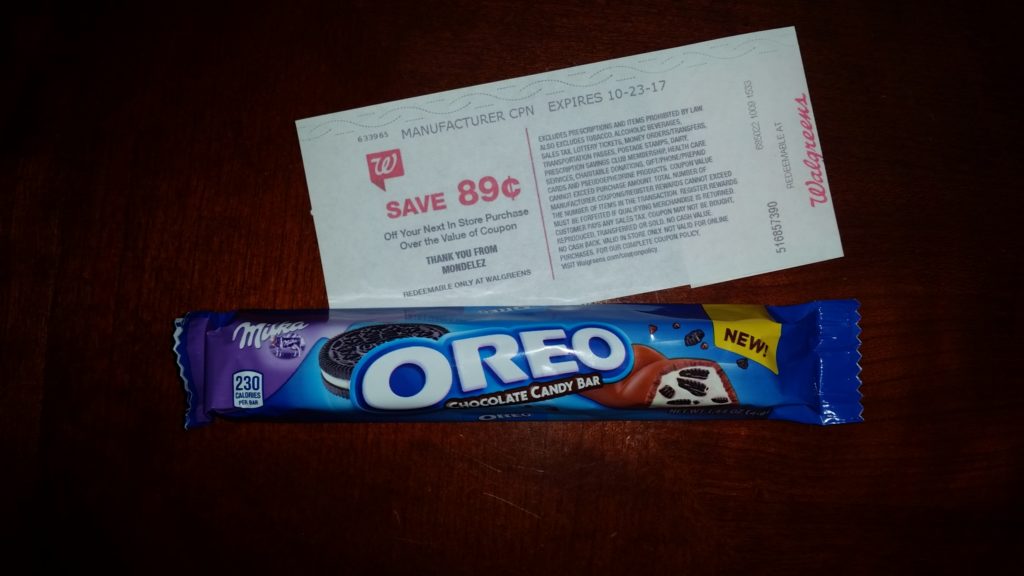 633965 MANUFACTURER CPN EXPIRES 10-23-17
W
SAVE 89¢
Off Your Next In Store Purchase
Over the Value of Coupon
THANK YOU FROM
MONDELEZ
REDEEMABLE ONLY AT WALGREENS
EXCLUDES PRESCRIPTIONS AND ITEMS PROHIBITED BY LAW.
ALSO EXCLUDES TOBACCO, ALCOHOLIC BEVERAGES,
SALES TAX, LOTTERY TICKETS, MONEY ORDERS/TRANSFERS,
TRANSPORTATION PASSES, POSTAGE STAMPS, DAIRY,
PRESCRIPTION SAVINGS CLUB MEMBERSHIP, HEALTH CARE
SERVICES, CHARITABLE DONATIONS, GIFT/PHONE/PREPAID
CARDS AND PSEUDOEPHEDRINE PRODUCTS. COUPON VALUE
CANNOT EXCEED PURCHASE AMOUNT. TOTAL NUMBER OF
MANUFACTURER COUPONS/REGISTER REWARDS CANNOT EXCEED
THE NUMBER OF ITEMS IN THE TRANSACTION. REGISTER REWARDS
MUST BE FORFEITED IF QUALIFYING MERCHANDISE IS RETURNED.
CUSTOMER PAYS ANY SALES TAX. COUPON MAY NOT BE BOUGHT,
REPRODUCED, TRANSFERRED OR SOLD. NO CASH VALUE.
NO CASH BACK. VALID IN STORE ONLY. NOT VALID FOR ONLINE
PURCHASES. FOR OUR COMPLETE COUPON POLICY,
VISIT Walgreens.com/couponpolicy.
516857390
REDEEMABLE AT
Walgreens
Milka
OREO
CHOCOLATE CANDY BAR
NEW!
230
CALORIES
PER BAR
NET WT 1.44 OZ
OREO